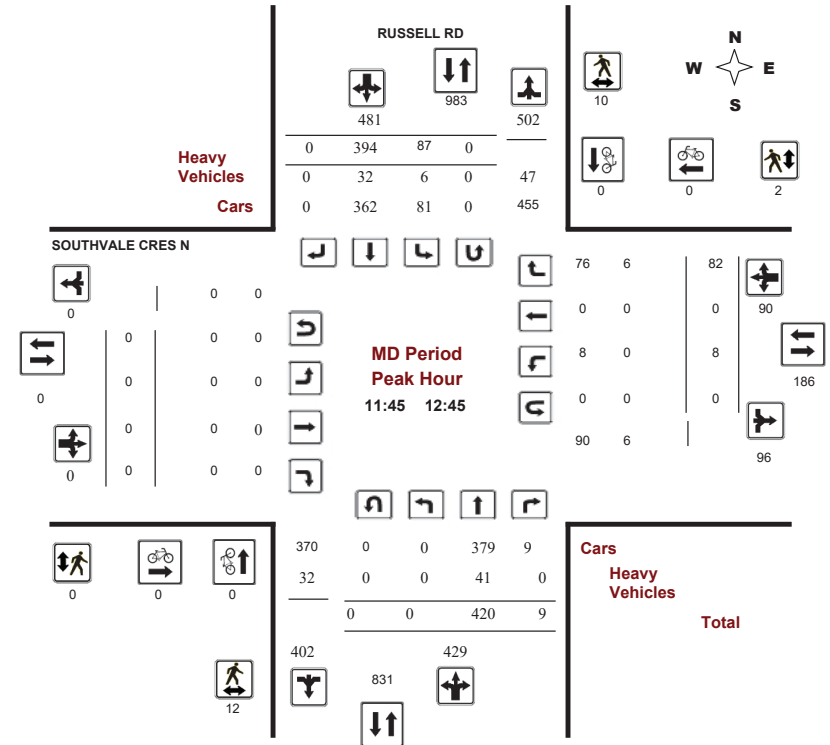 RUSSELL RD
N
W E
S
983
10
481 502
0 394 87 0
Heavy
Vehicles 0 32 6 0 47
Cars 0 362 81 0 455
0 0 2
SOUTHVALE CRES N
76 6 82
0 0 0
0 0 0 90
0 0 0
MD Period
Peak Hour
11:45 12:45
8 0 8
186
0 0 0 0
0 0 0
0 0 0
90 6
96
0 0 0 0
370 0 0 379 9 Cars
32 0 0 41 0 Heavy
Vehicles
0 0 420 9 Total
0 0 0
402 429
831
12